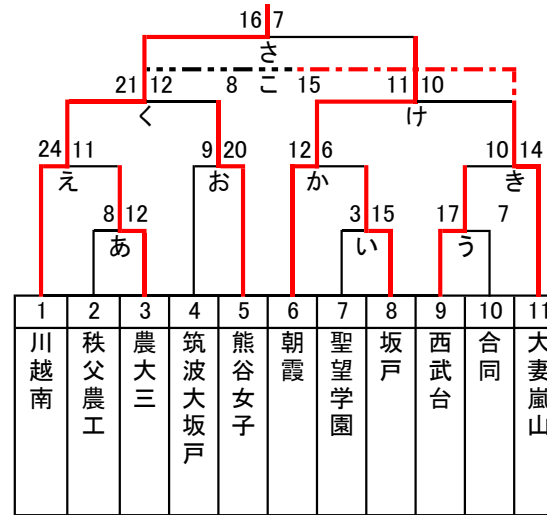 16 7
さ
21 12 8 こ 15 11 10
く け
24 11 9 20 12 6 10 14
え お か き
8 12 3 15 17 7
あ い う
1 2 3 4 5 6 7 8 9 10 11
川越南
秩父農工
農大三
筑波大坂戸
熊谷女子
朝霞
聖望学園
坂戸
西武台
合同
大妻嵐山